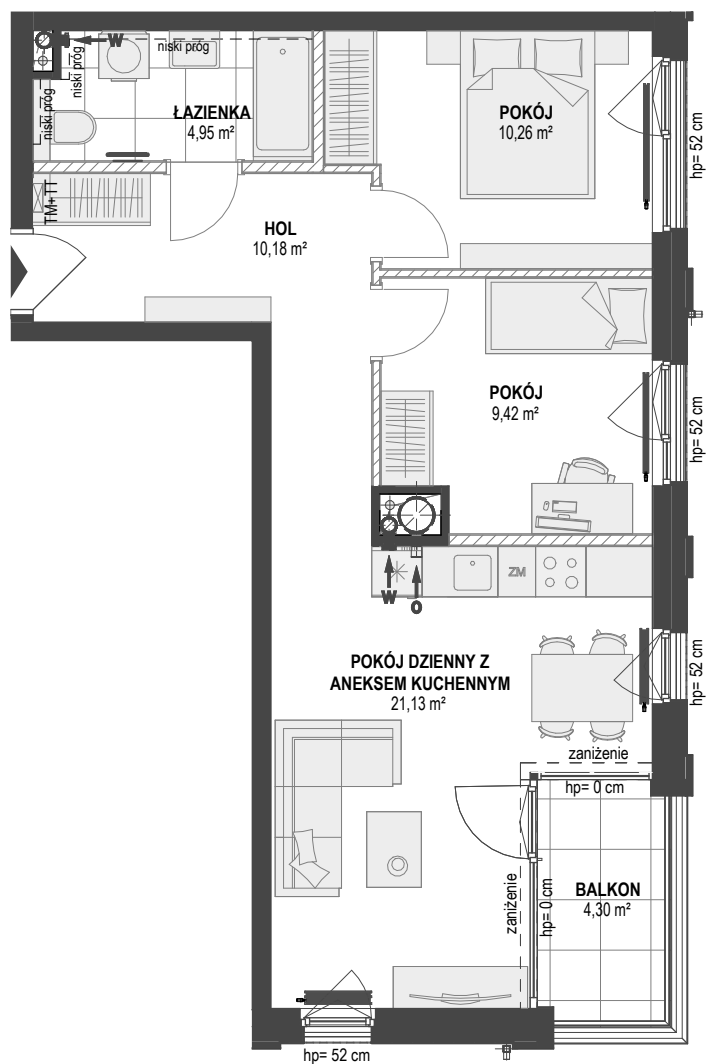 W
niski próg
niski próg
niski próg
ŁAZIENKA
4,95 m²
POKÓJ
10,26 m²
hp= 52 cm
TM+TT
HOL
10,18 m²
POKÓJ
9,42 m²
hp= 52 cm
ZM
W
O
POKÓJ DZIENNY Z
ANEKSEM KUCHENNYM
21,13 m²
hp= 52 cm
zaniżenie
hp= 0 cm
zaniżenie
hp= 0 cm
BALKON
4,30 m²
hp= 52 cm